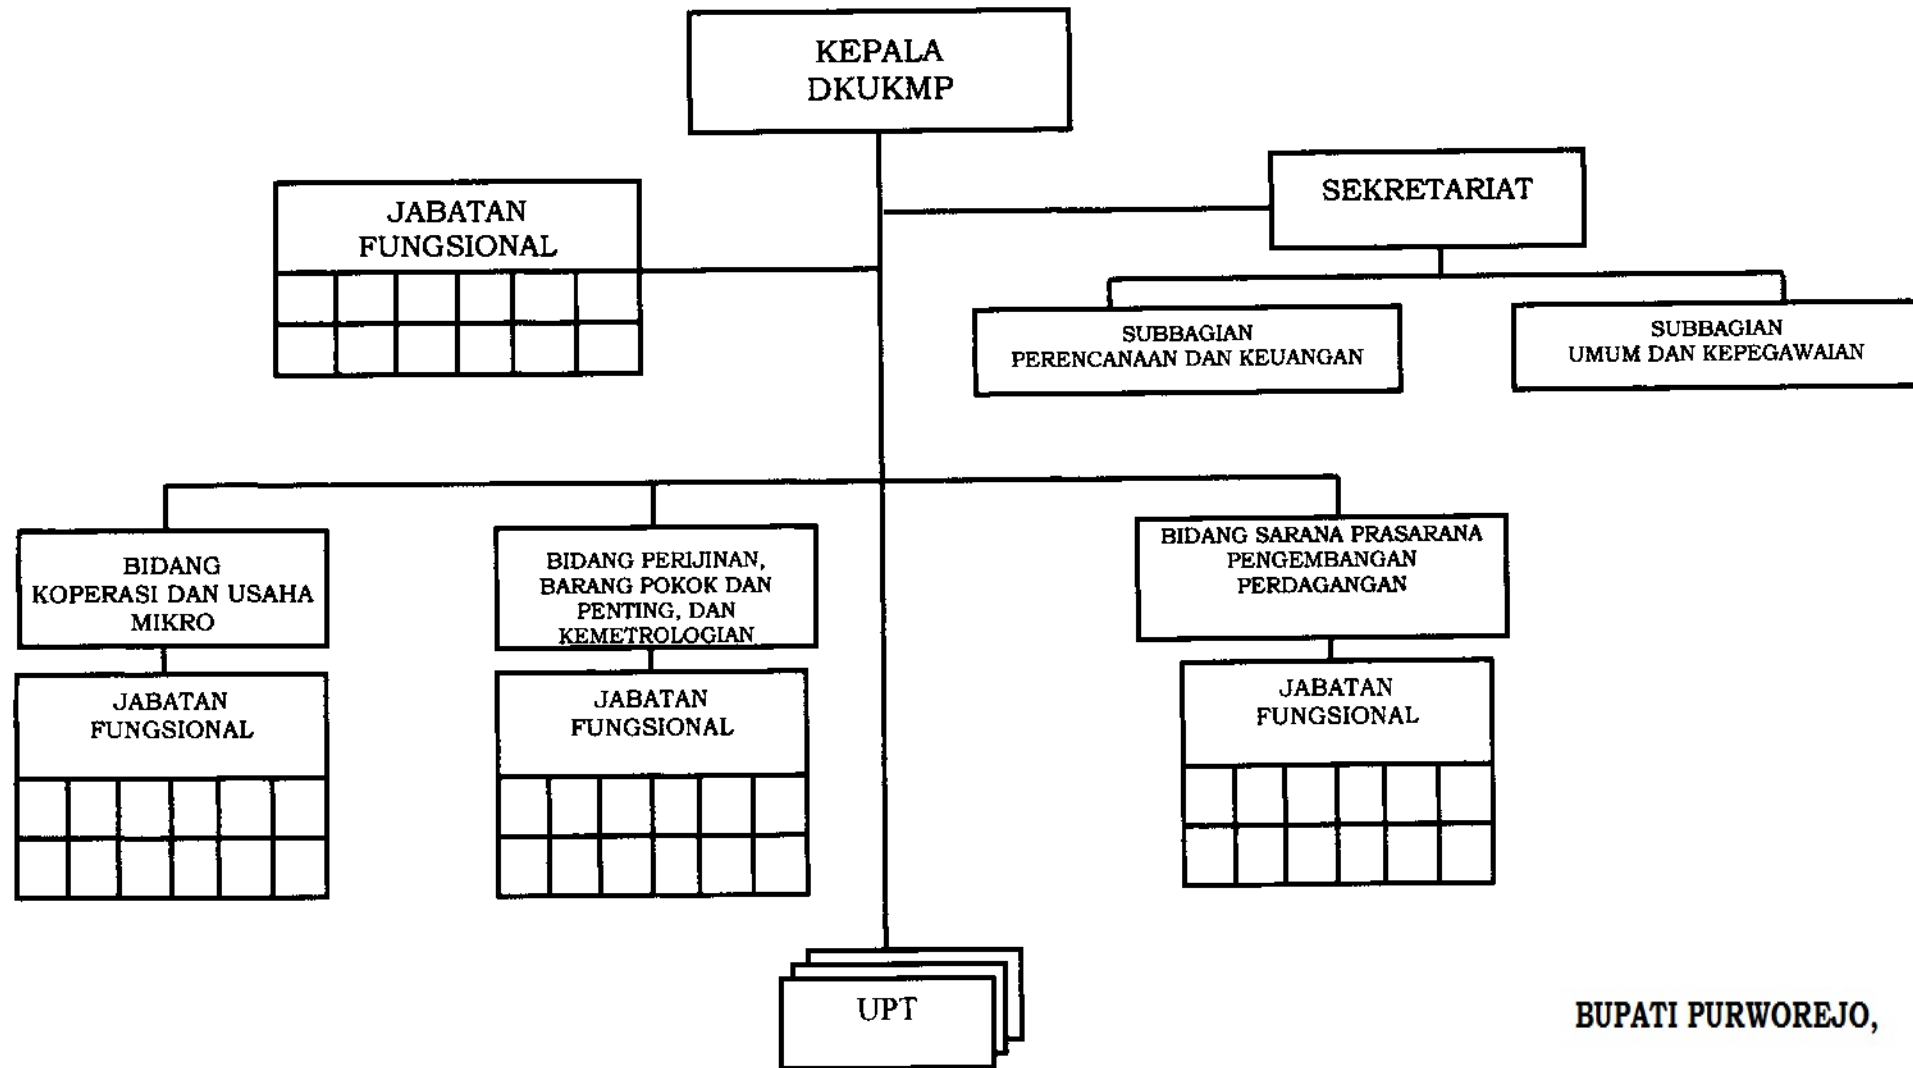 KEPALA
DKUKMP
SEKRETARIAT
JABATAN
FUNGSIONAL
SUBBAGIAN
PERENCANAAN DAN KEUANGAN
SUBBAGIAN
UMUM DAN KEPEGAWAIAN
BIDANG
KOPERASI DAN USAHA
MIKRO
BIDANG PERIJINAN,
BARANG POKOK DAN
PENTING, DAN
KEMETROLOGIAN
BIDANG SARANA PRASARANA
PENGEMBANGAN
PERDAGANGAN
JABATAN
FUNGSIONAL
JABATAN
FUNGSIONAL
JABATAN
FUNGSIONAL
UPT
BUPATI PURWOREJO,